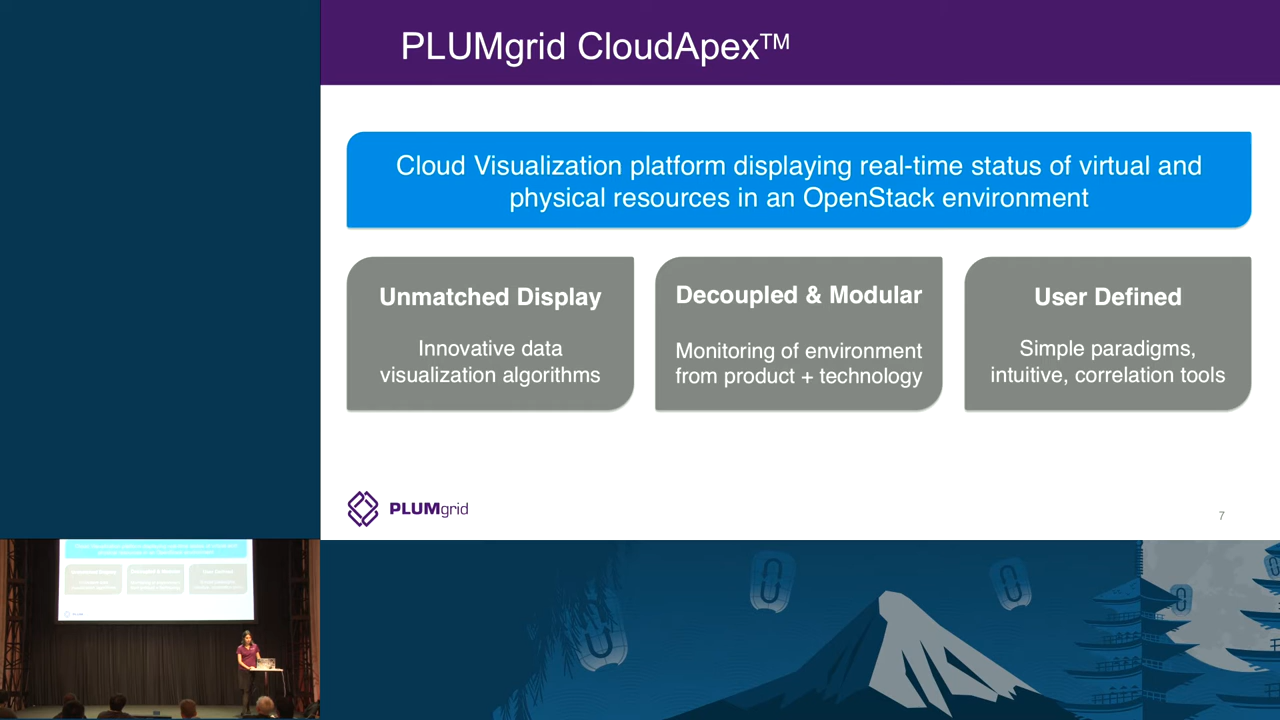 PLUMgrid CloudApex™
Cloud Visualization platform displaying real-time status of virtual and
physical resources in an OpenStack environment
Unmatched Display
Innovative data
visualization algorithms
Decoupled & Modular
Monitoring of environment
from product + technology
User Defined
Simple paradigms,
intuitive, correlation tools
PLUMgrid
7